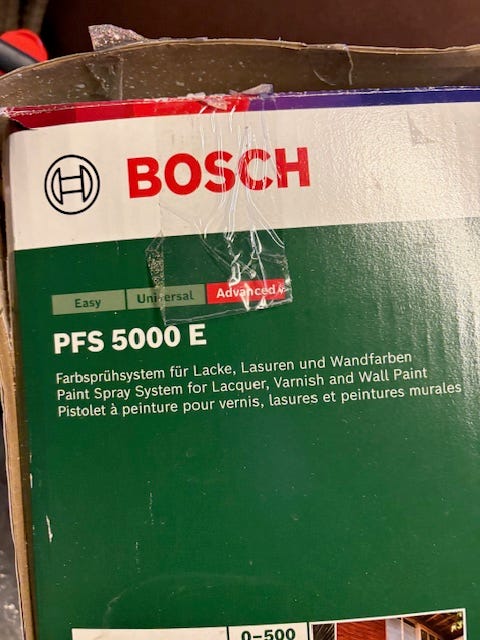 BOSCH
Easy Universal Advanced
PFS 5000 E
Farbsprühsystem für Lacke, Lasuren und Wandfarben
Paint Spray System for Lacquer, Varnish and Wall Paint
Pistolet à peinture pour vernis, lasures et peintures murales
0–500